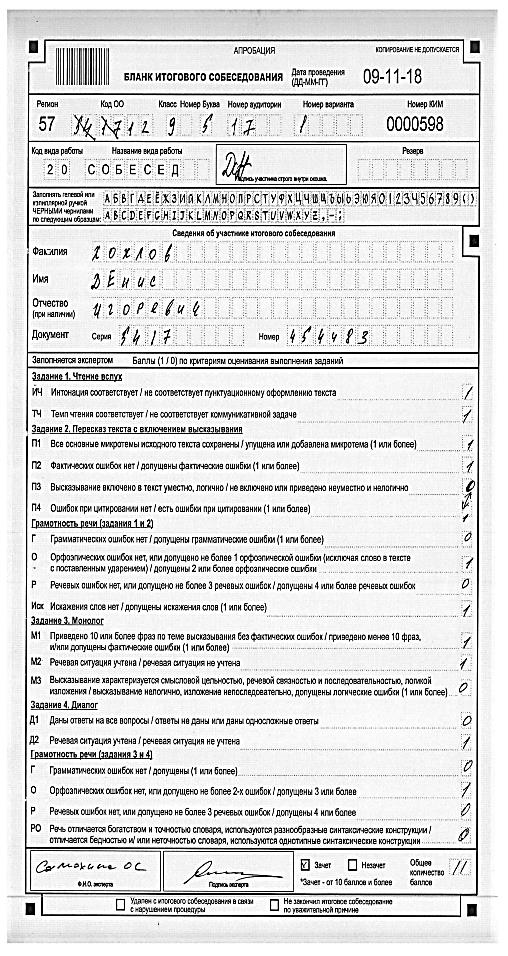 АПРОБАЦИЯ
КОПИРОВАНИЕ НЕ ДОПУСКАЕТСЯ
БЛАНК ИТОГОВОГО СОБЕСЕДОВАНИЯ
Дата проведения (ДД-ММ-ГГ) 09-11-18
Регион Код ОО Класс Номер Буква Номер аудитории Номер варианта Номер КИМ
57 712 9 5 17 1 0000598
Код вида работы Название вида работы Резерв
20 СОБЕСЕД
Подпись участника строго внутри окошка
Заполнять гелевой или капиллярной ручкой ЧЕРНЫМИ чернилами по следующим образцам:
АБВГДЕЁЖЗИЙКЛМНОПРСТУФХЦЧШЩЪЫЬЭЮЯ0123456789()
ABCDEFGHIJKLMNOPQRSTUVWXYZ,-;
Сведения об участнике итогового собеседования
Фамилия ХОХЛОВ
Имя ДЕНИС
Отчество (при наличии) ИГОРЕВИЧ
Документ Серия 5417 Номер 454483
Заполняется экспертом Баллы (1 / 0) по критериям оценивания выполнения заданий
Задание 1. Чтение вслух
ИЧ Интонация соответствует / не соответствует пунктуационному оформлению текста 1
ТЧ Темп чтения соответствует / не соответствует коммуникативной задаче 1
Задание 2. Пересказ текста с включением высказывания
П1 Все основные микротемы исходного текста сохранены / упущена или добавлена микротема (1 или более) 1
П2 Фактических ошибок нет / допущены фактические ошибки (1 или более) 1
П3 Высказывание включено в текст уместно, логично / не включено или приведено неуместно и нелогично 0
П4 Ошибок при цитировании нет / есть ошибки при цитировании (1 или более)
Грамотность речи (задания 1 и 2)
Г Грамматических ошибок нет / допущены грамматические ошибки (1 или более) 0
О Орфоэпических ошибок нет, или допущено не более 1 орфоэпической ошибки (исключая слово в тексте
с поставленным ударением) / допущены 2 или более орфоэпические ошибки 1
Р Речевых ошибок нет, или допущено не более 3 речевых ошибок / допущены 4 или более речевых ошибок 0
Иск Искажения слов нет / допущены искажения слов (1 или более) 1
Задание 3. Монолог
М1 Приведено 10 или более фраз по теме высказывания без фактических ошибок / приведено менее 10 фраз,
и/или допущены фактические ошибки (1 или более) 1
М2 Речевая ситуация учтена / речевая ситуация не учтена 1
М3 Высказывание характеризуется смысловой цельностью, речевой связностью и последовательностью, логикой
изложения / высказывание нелогично, изложение непоследовательно, допущены логические ошибки (1 или более) 0
Задание 4. Диалог
Д1 Даны ответы на все вопросы / ответы не даны или даны односложные ответы 0
Д2 Речевая ситуация учтена / речевая ситуация не учтена 1
Грамотность речи (задания 3 и 4)
Г Грамматических ошибок нет / допущены (1 или более) 0
О Орфоэпических ошибок нет, или допущено не более 2-х ошибок / допущены 3 или более 1
Р Речевых ошибок нет, или допущено не более 3 речевых ошибок / допущены 4 или более 0
РО Речь отличается богатством и точностью словаря, используются разнообразные синтаксические конструкции /
отличается бедностью и/ или неточностью словаря, используются однотипные синтаксические конструкции 0
Самохина ОС
Ф.И.О. эксперта
Подпись эксперта
Зачет Незачет
*Зачет - от 10 баллов и более
Общее количество баллов 11
Удален с итогового собеседования в связи с нарушением процедуры
Не закончил итоговое собеседование по уважительной причине